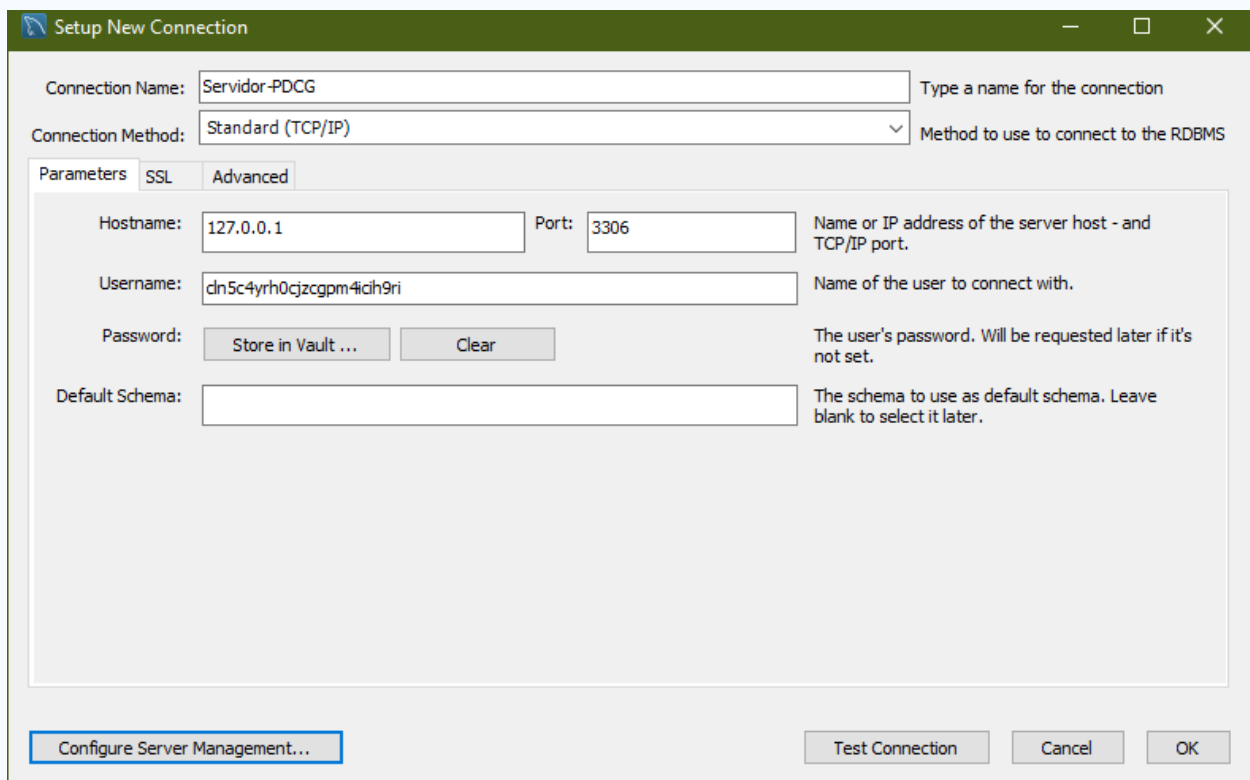 Setup New Connection
Connection Name: Servidor-PDCG Type a name for the connection
Connection Method: Standard (TCP/IP) Method to use to connect to the RDBMS
Parameters SSL Advanced
Hostname: 127.0.0.1 Port: 3306 Name or IP address of the server host - and
TCP/IP port.
Username: cln5c4yrh0cjzcgpm4icih9ri Name of the user to connect with.
Password: Store in Vault ... Clear The user's password. Will be requested later if it's
not set.
Default Schema: The schema to use as default schema. Leave
blank to select it later.
Configure Server Management... Test Connection Cancel OK